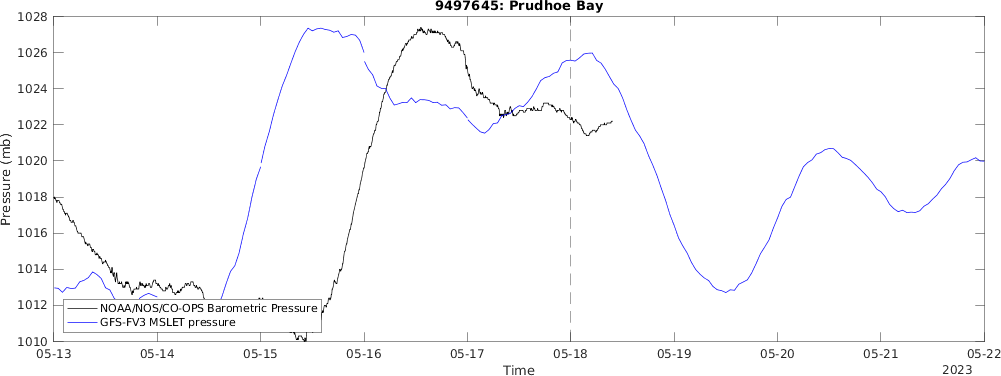 9497645: Prudhoe Bay
1028
1026
1024
1022
1020
1018
1016
1014
1012
1010
Pressure (mb)
NOAA/NOS/CO-OPS Barometric Pressure
GFS-FV3 MSLET pressure
05-13 05-14 05-15 05-16 05-17 05-18 05-19 05-20 05-21 05-22
Time
2023